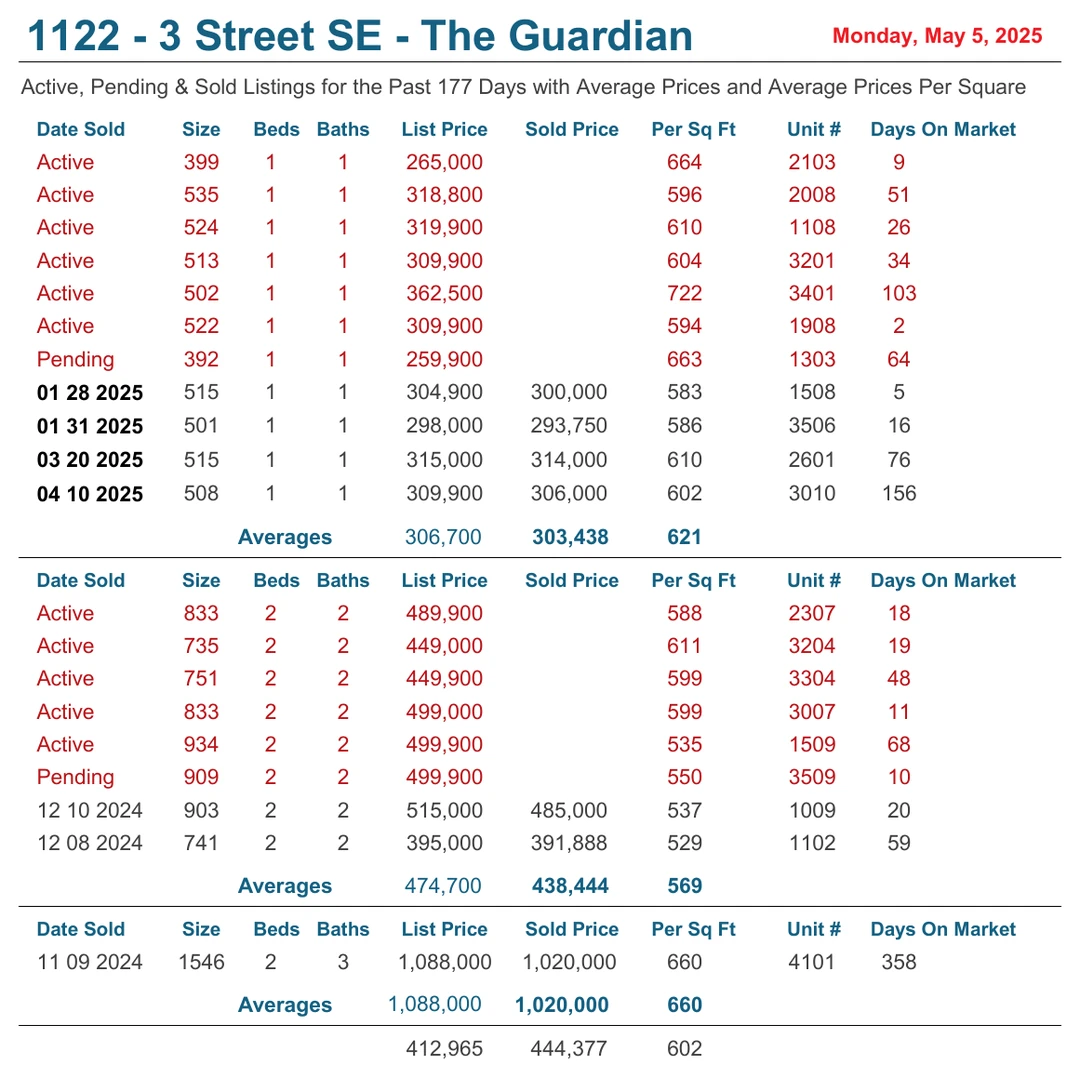 1122 - 3 Street SE - The Guardian Monday, May 5, 2025
Active, Pending & Sold Listings for the Past 177 Days with Average Prices and Average Prices Per Square
Date Sold Size Beds Baths List Price Sold Price Per Sq Ft Unit # Days On Market
Active 399 1 1 265,000 664 2103 9
Active 535 1 1 318,800 596 2008 51
Active 524 1 1 319,900 610 1108 26
Active 513 1 1 309,900 604 3201 34
Active 502 1 1 362,500 722 3401 103
Active 522 1 1 309,900 594 1908 2
Pending 392 1 1 259,900 663 1303 64
01 28 2025 515 1 1 304,900 300,000 583 1508 5
01 31 2025 501 1 1 298,000 293,750 586 3506 16
03 20 2025 515 1 1 315,000 314,000 610 2601 76
04 10 2025 508 1 1 309,900 306,000 602 3010 156
Averages 306,700 303,438 621
Date Sold Size Beds Baths List Price Sold Price Per Sq Ft Unit # Days On Market
Active 833 2 2 489,900 588 2307 18
Active 735 2 2 449,000 611 3204 19
Active 751 2 2 449,900 599 3304 48
Active 833 2 2 499,000 599 3007 11
Active 934 2 2 499,900 535 1509 68
Pending 909 2 2 499,900 550 3509 10
12 10 2024 903 2 2 515,000 485,000 537 1009 20
12 08 2024 741 2 2 395,000 391,888 529 1102 59
Averages 474,700 438,444 569
Date Sold Size Beds Baths List Price Sold Price Per Sq Ft Unit # Days On Market
11 09 2024 1546 2 3 1,088,000 1,020,000 660 4101 358
Averages 1,088,000 1,020,000 660
412,965 444,377 602